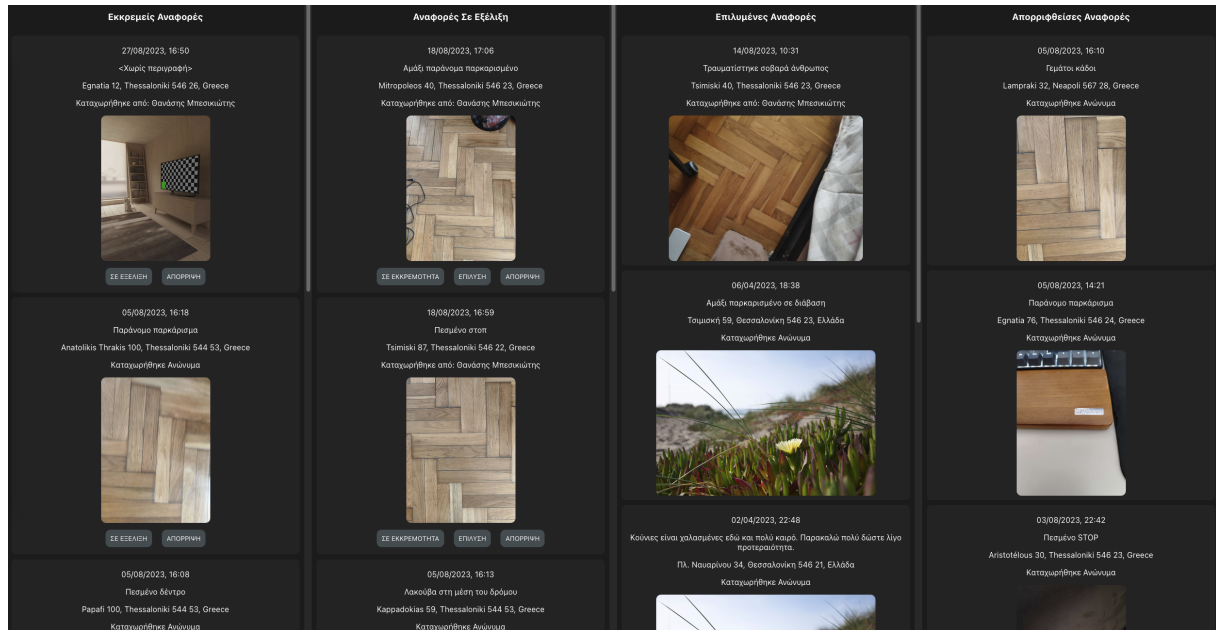 Εκκρεμείς Αναφορές
27/08/2023, 16:50
<Χωρίς περιγραφή>
Egnatia 12, Thessaloniki 546 26, Greece
Καταχωρήθηκε από: Θανάσης Μπεσικιώτης
ΣΕ ΕΞΕΛΙΞΗ
ΑΠΟΡΡΙΨΗ
05/08/2023, 16:18
Παράνομο παρκάρισμα
Anatolikis Thrakis 100, Thessaloniki 544 53, Greece
Καταχωρήθηκε Ανώνυμα
ΣΕ ΕΞΕΛΙΞΗ
ΑΠΟΡΡΙΨΗ
05/08/2023, 16:08
Πεσμένο δέντρο
Papafi 100, Thessaloniki 544 53, Greece
Καταχωρήθηκε Ανώνυμα
Αναφορές Σε Εξέλιξη
18/08/2023, 17:06
Αμάξι παράνομα παρκαρισμένο
Mitropoleos 40, Thessaloniki 546 23, Greece
Καταχωρήθηκε από: Θανάσης Μπεσικιώτης
ΣΕ ΕΚΚΡΕΜΟΤΗΤΑ
ΕΠΙΛΥΣΗ
ΑΠΟΡΡΙΨΗ
18/08/2023, 16:59
Πεσμένο στοπ
Tsimiski 87, Thessaloniki 546 22, Greece
Καταχωρήθηκε από: Θανάσης Μπεσικιώτης
ΣΕ ΕΚΚΡΕΜΟΤΗΤΑ
ΕΠΙΛΥΣΗ
ΑΠΟΡΡΙΨΗ
05/08/2023, 16:13
Λακούβα στη μέση του δρόμου
Kappadokias 59, Thessaloniki 544 53, Greece
Καταχωρήθηκε Ανώνυμα
Επιλυμένες Αναφορές
14/08/2023, 10:31
Τραυματίστηκε σοβαρά άνθρωπος
Tsimiski 40, Thessaloniki 546 23, Greece
Καταχωρήθηκε από: Θανάσης Μπεσικιώτης
06/04/2023, 18:38
Αμάξι παρκαρισμένο σε διάβαση
Τσιμισκή 59, Θεσσαλονίκη 546 23, Ελλάδα
Καταχωρήθηκε Ανώνυμα
02/04/2023, 22:48
Κούνιες είναι χαλασμένες εδώ και πολύ καιρό. Παρακαλώ πολύ δώστε λίγο
προτεραιότητα.
Πλ. Ναυαρίνου 34, Θεσσαλονίκη 546 21, Ελλάδα
Καταχωρήθηκε Ανώνυμα
Απορριφθείσες Αναφορές
05/08/2023, 16:10
Γεμάτοι κάδοι
Lampraki 32, Neapoli 567 28, Greece
Καταχωρήθηκε Ανώνυμα
05/08/2023, 14:21
Παράνομο παρκάρισμα
Egnatia 76, Thessaloniki 546 24, Greece
Καταχωρήθηκε Ανώνυμα
03/08/2023, 22:42
Πεσμένο STOP
Aristotélous 30, Thessaloniki 546 23, Greece
Καταχωρήθηκε Ανώνυμα